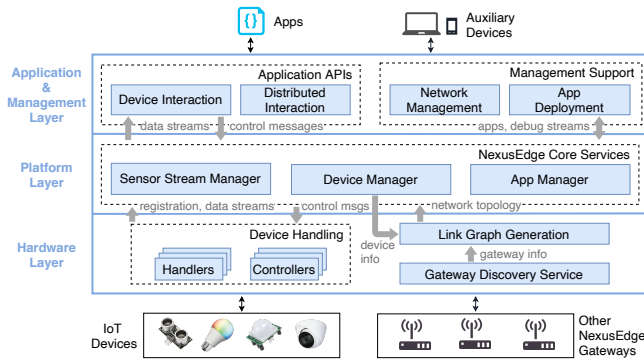 Apps
Auxiliary
Devices
Application
&
Management
Layer
Application APIs
Device Interaction
Distributed
Interaction
Management Support
Network
Management
App
Deployment
data streams
control messages
apps, debug streams
Platform
Layer
NexusEdge Core Services
Sensor Stream Manager
Device Manager
App Manager
registration, data streams
control msgs
network topology
Hardware
Layer
Device Handling
Handlers
Controllers
device
info
Link Graph Generation
gateway info
Gateway Discovery Service
IoT
Devices
Other
NexusEdge
Gateways